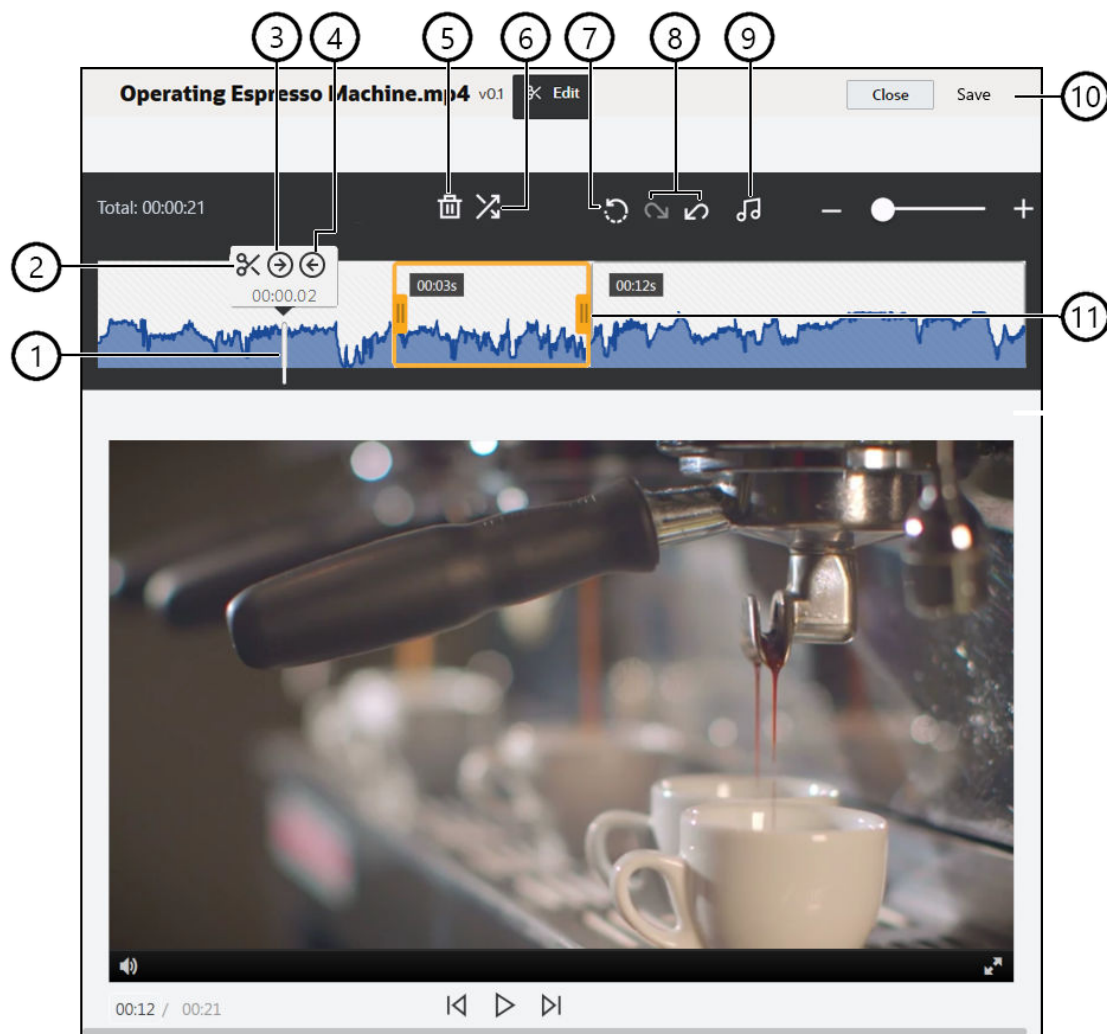 3 4 5 6 7 8 9
Operating Espresso Machine.mp4 v0.1 Edit Close Save 10
Total: 00:00:21
2
00:00.02
00:03s 00:12s
11
1
00:12 / 00:21